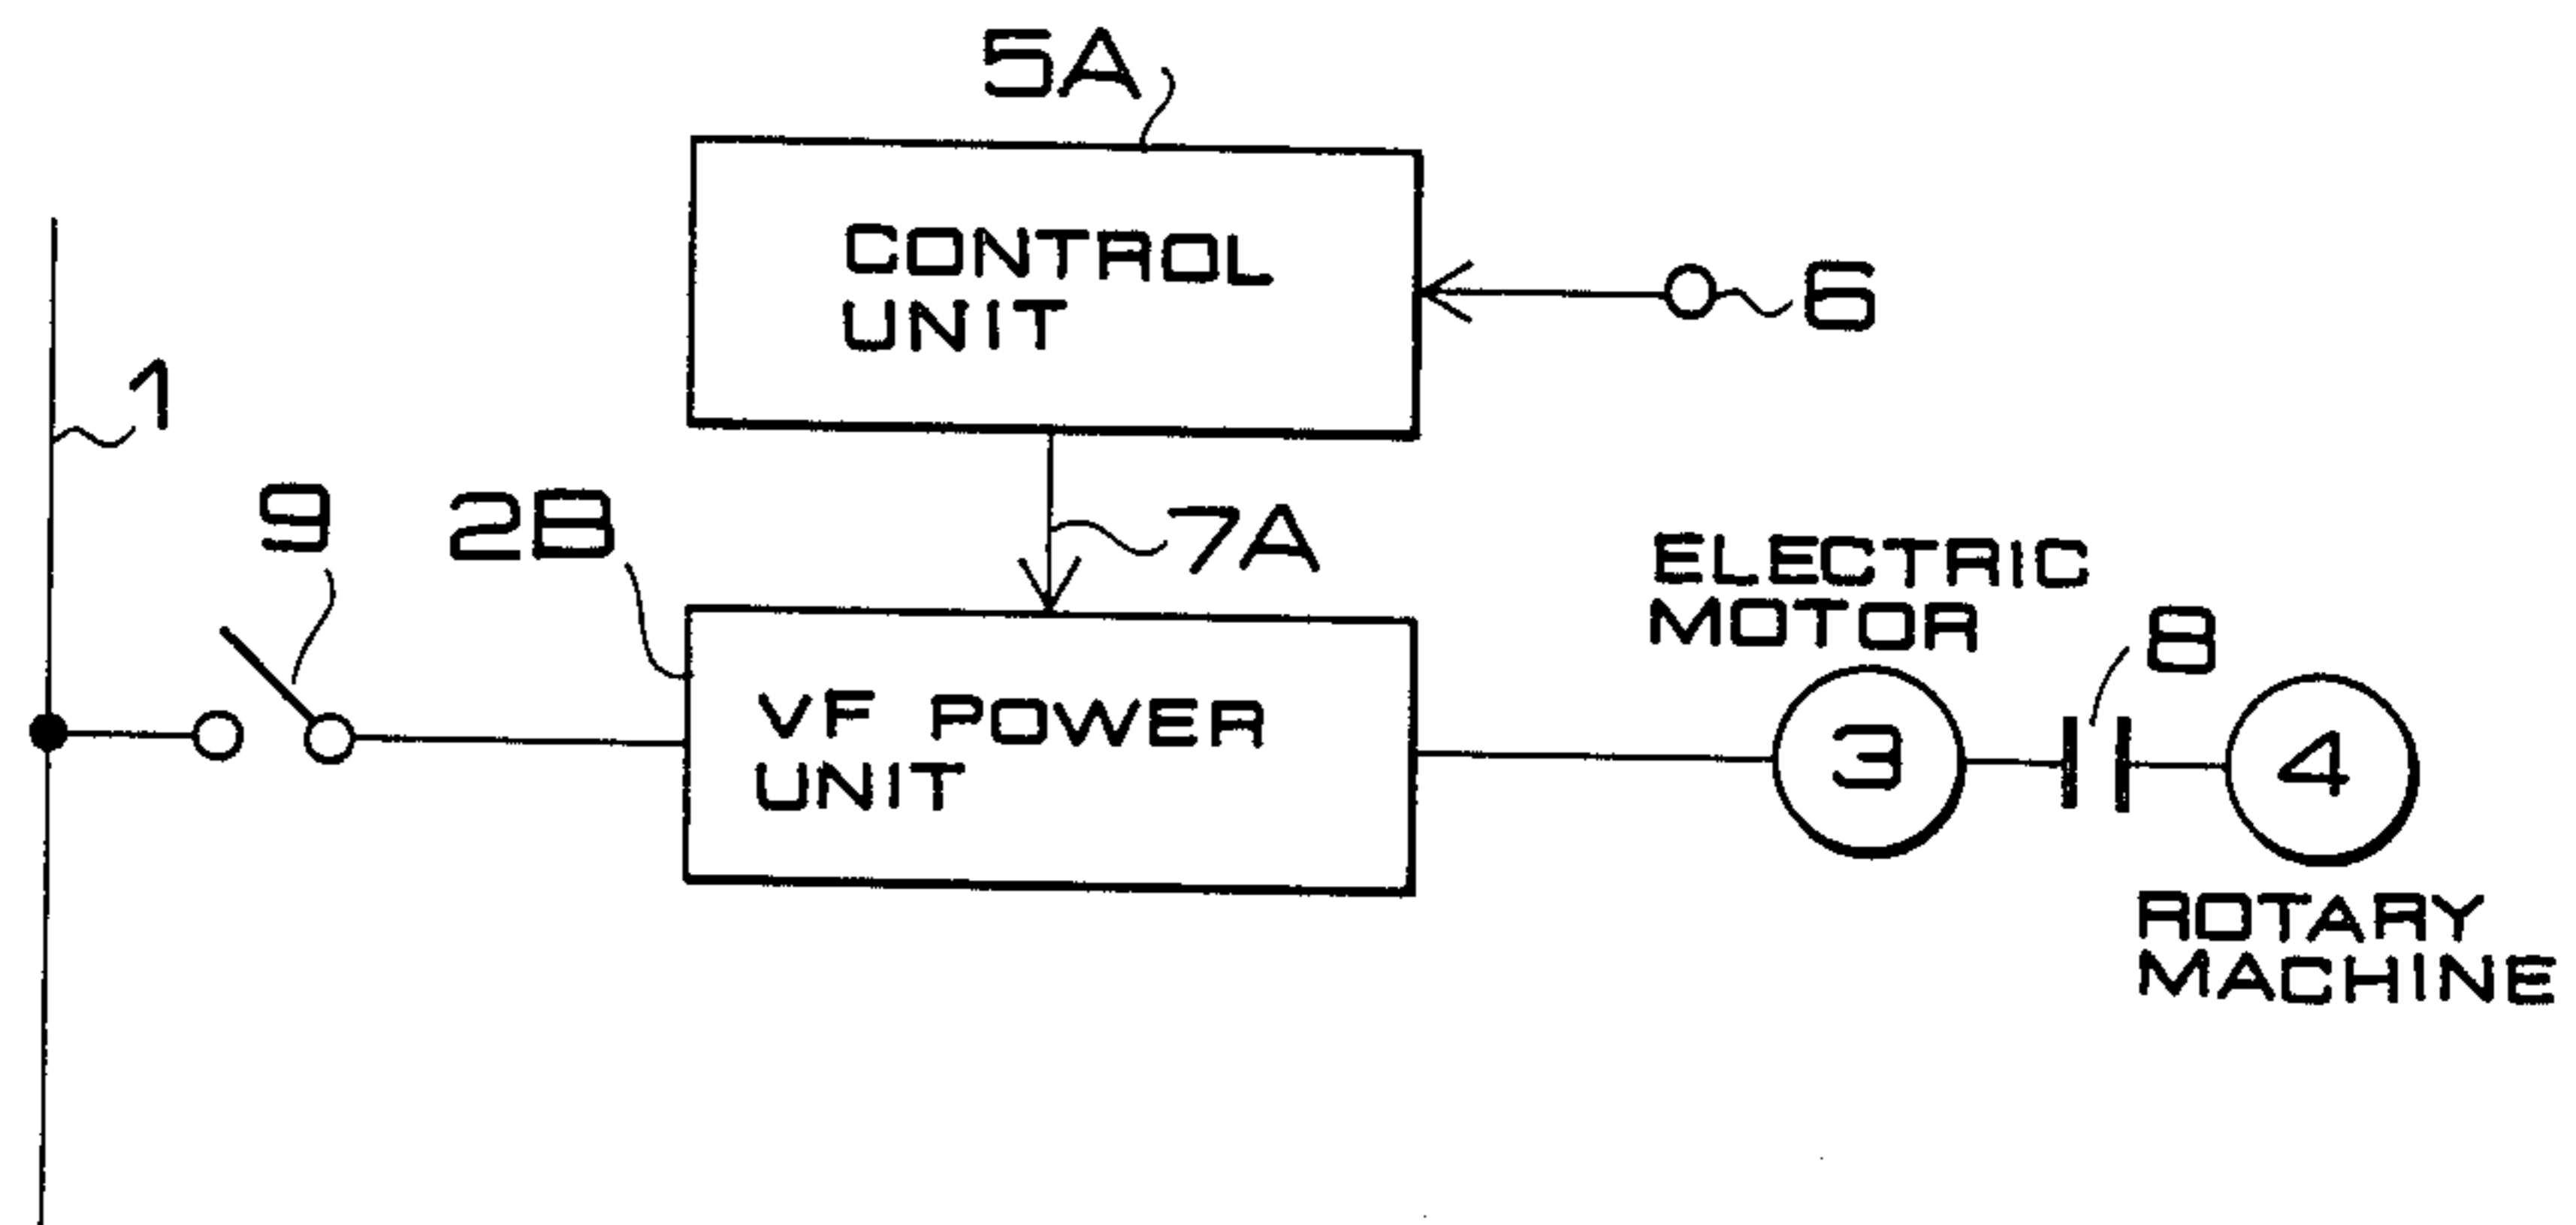 5A
CONTROL
UNIT
6
1
9
2B
7A
ELECTRIC
MOTOR
8
VF POWER
UNIT
3
4
ROTARY
MACHINE